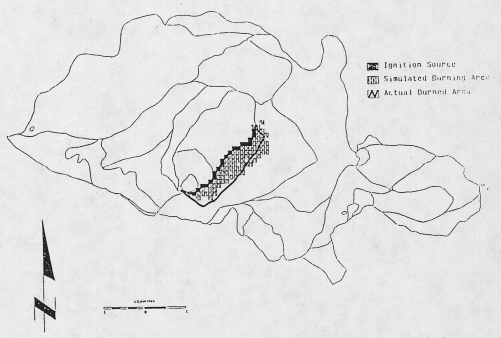 Ignition Source
Simulated Burning Area
Actual Burned Area
N